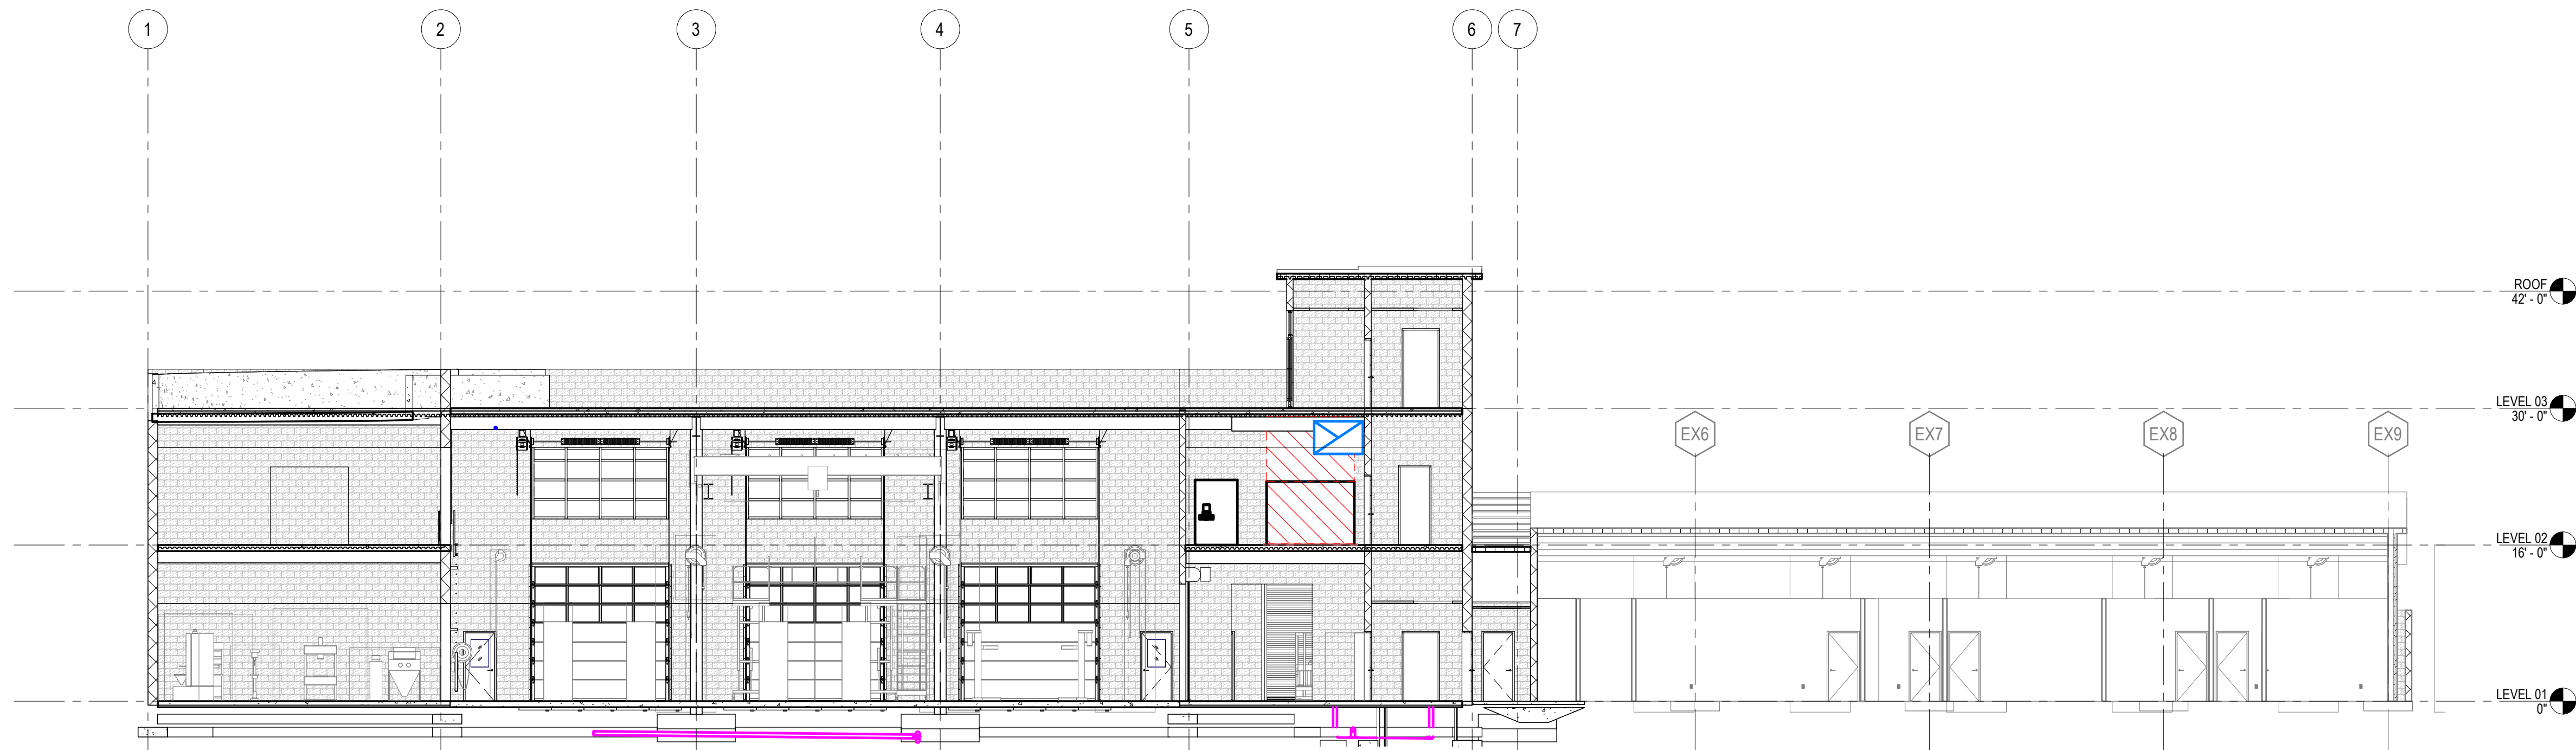 1
2
3
4
5
6
7
ROOF
42' - 0"
LEVEL 03
30' - 0"
EX6
EX7
EX8
EX9
LEVEL 02
16' - 0"
LEVEL 01
0"